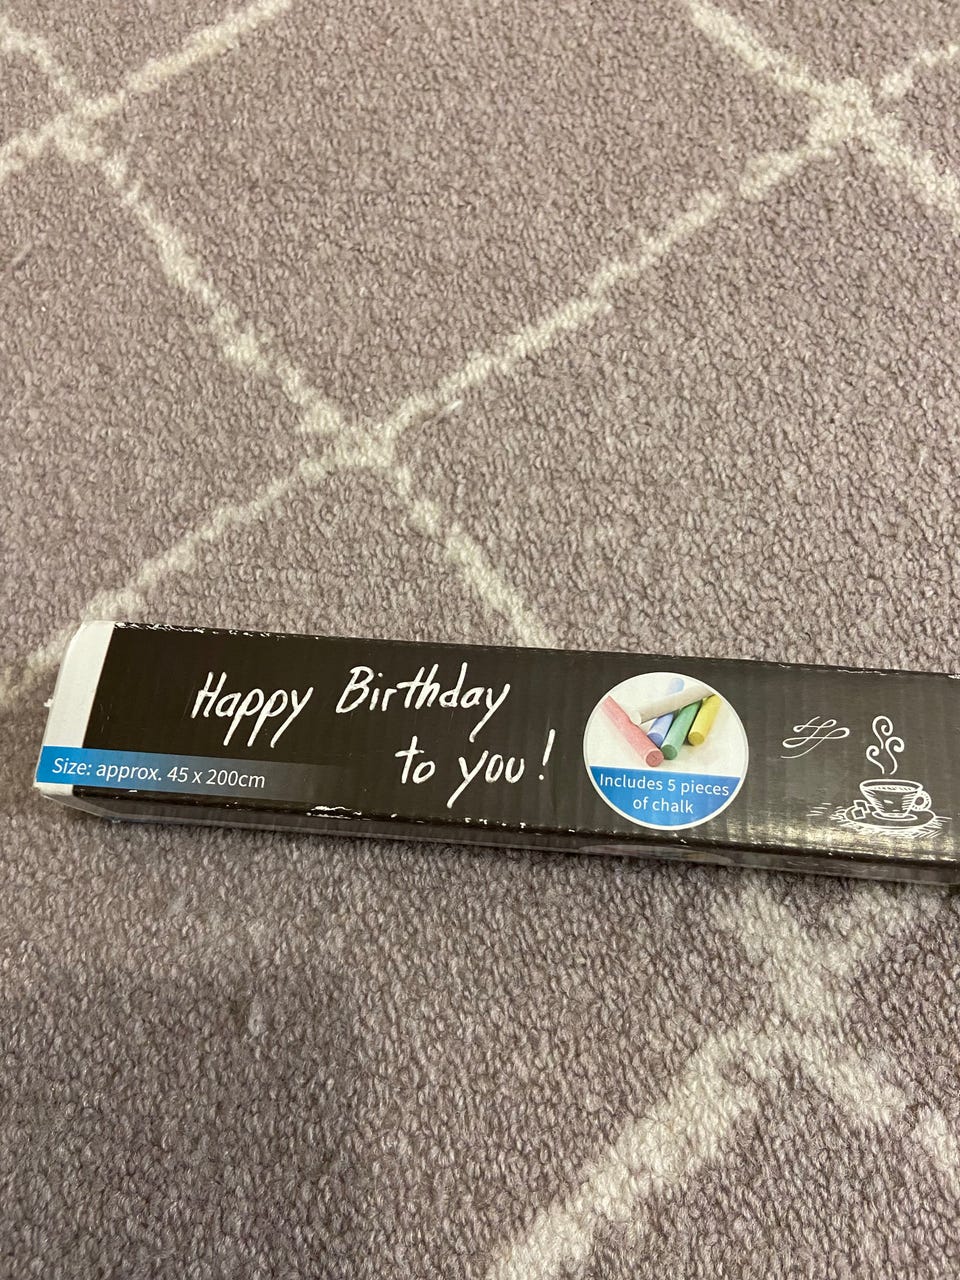 Happy Birthday
to you!
Size: approx. 45 x 200cm
Includes 5 pieces
of chalk